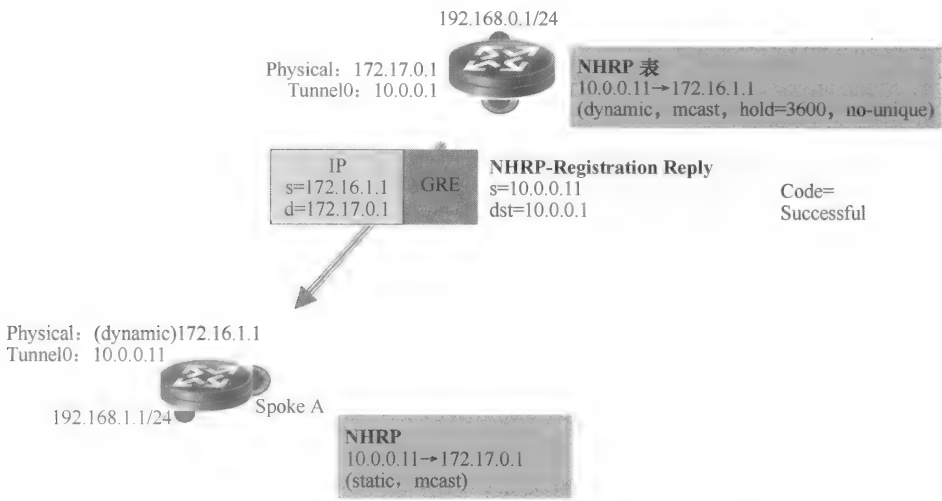 192.168.0.1/24
Physical：172.17.0.1
Tunnel0：10.0.0.1
NHRP 表
10.0.0.11→172.16.1.1
(dynamic，mcast，hold=3600，no-unique)
IP
s=172.16.1.1
d=172.17.0.1
GRE
NHRP-Registration Reply
s=10.0.0.11
dst=10.0.0.1
Code=
Successful
Physical：(dynamic)172.16.1.1
Tunnel0：10.0.0.11
192.168.1.1/24
Spoke A
NHRP
10.0.0.11→172.17.0.1
(static，mcast)